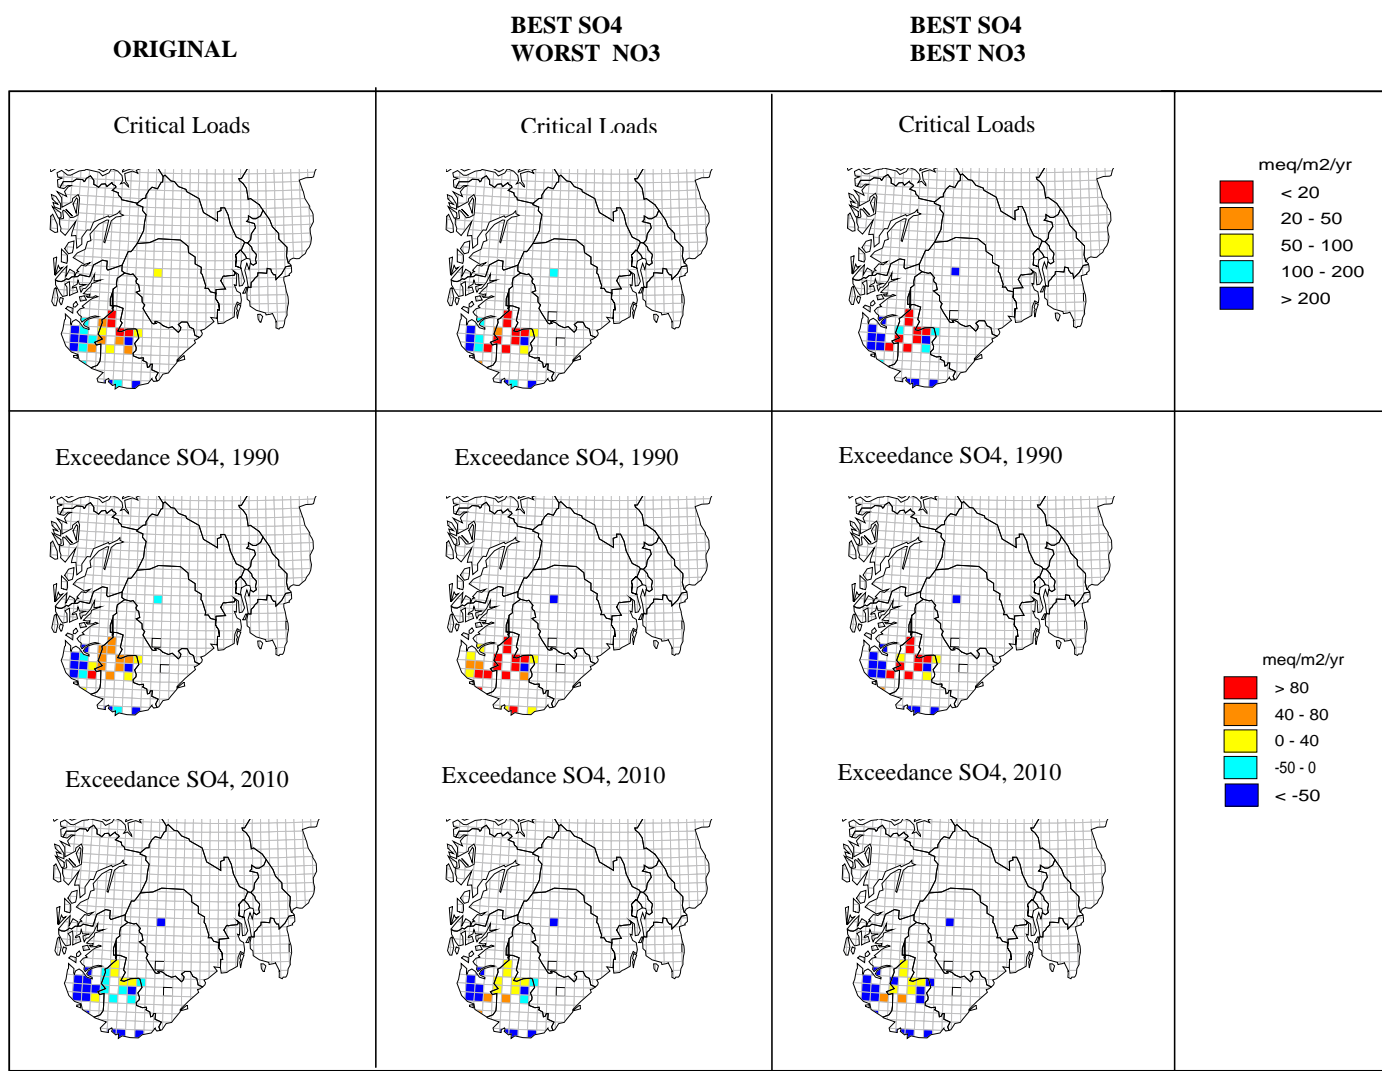 ORIGINAL
BEST SO4
WORST NO3
BEST SO4
BEST NO3
Critical Loads
Critical Loads
Critical Loads
meq/m2/yr
< 20
20 - 50
50 - 100
100 - 200
> 200
Exceedance SO4, 1990
Exceedance SO4, 1990
Exceedance SO4, 1990
Exceedance SO4, 2010
Exceedance SO4, 2010
Exceedance SO4, 2010
meq/m2/yr
> 80
40 - 80
0 - 40
-50 - 0
< -50